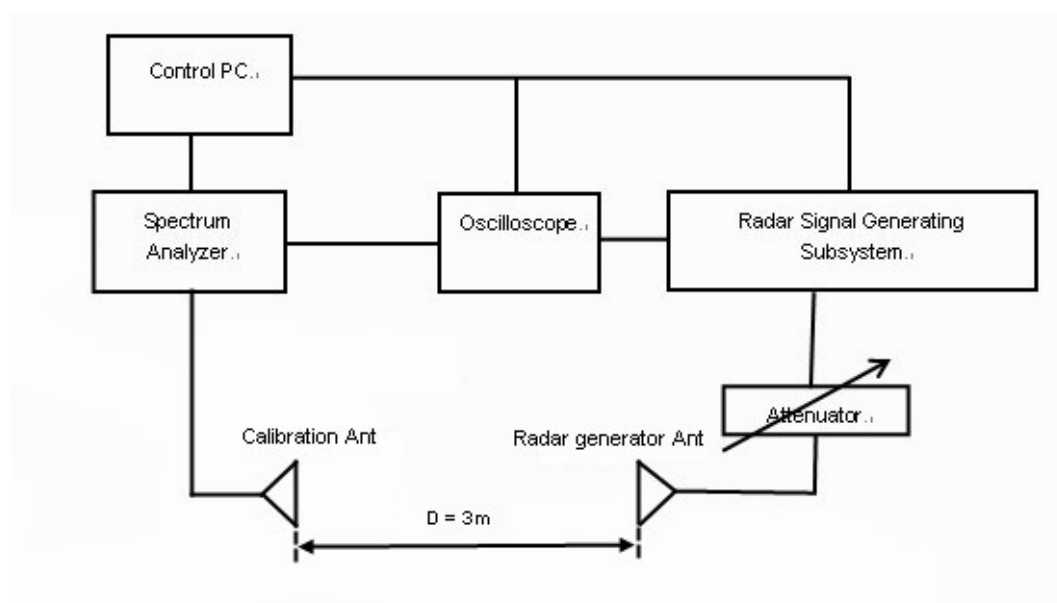 Control PC
Spectrum
Analyzer
Oscilloscope
Radar Signal Generating
Subsystem
Attenuator
Calibration Ant
Radar generator Ant
D = 3m